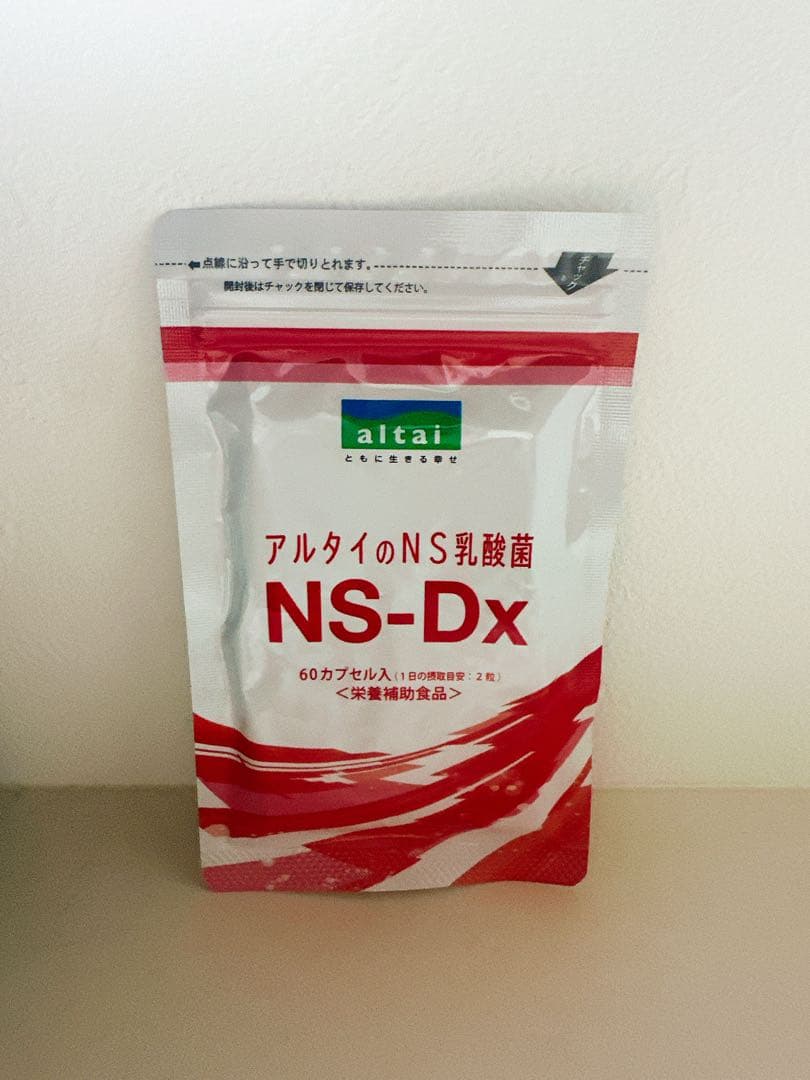 点線に沿って手で切りとれます。
チャック
開封後はチャックを閉じて保存してください。
altai
ともに生きる幸せ
アルタイのNS乳酸菌
NS-Dx
60カプセル入(1日の摂取目安:2粒)
<栄養補助食品>